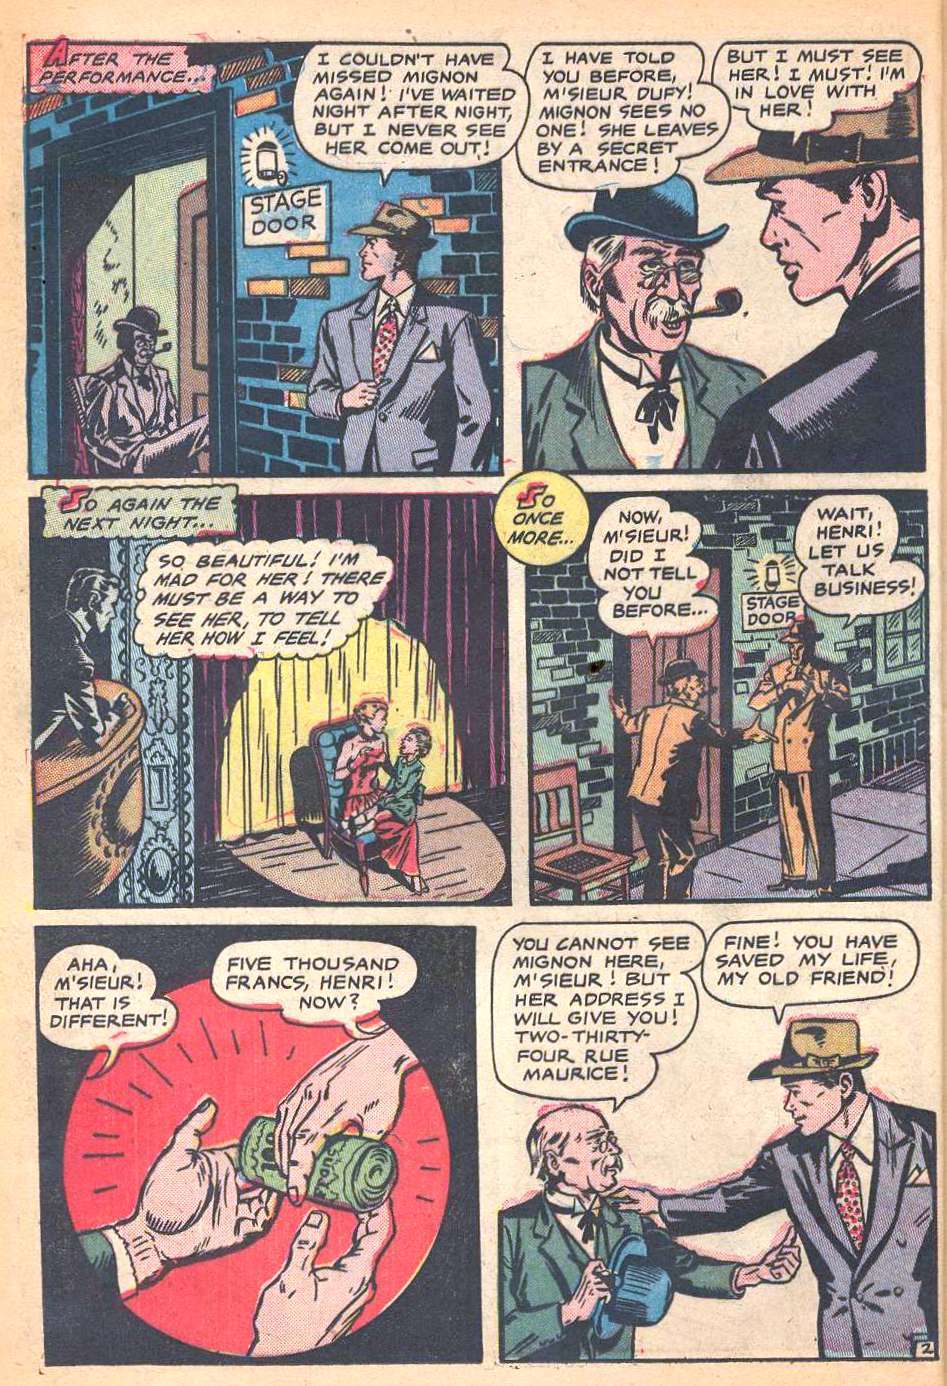 AFTER THE
PERFORMANCE...
I COULDN'T HAVE
MISSED MIGNON
AGAIN! I'VE WAITED
NIGHT AFTER NIGHT,
BUT I NEVER SEE
HER COME OUT!
STAGE
DOOR
I HAVE TOLD
YOU BEFORE,
M'SIEUR DUFY!
MIGNON SEES NO
ONE! SHE LEAVES
BY A SECRET
ENTRANCE!
BUT I MUST SEE
HER! I MUST! I'M
IN LOVE WITH
HER!
SO AGAIN THE
NEXT NIGHT...
SO BEAUTIFUL! I'M
MAD FOR HER! THERE
MUST BE A WAY TO
SEE HER, TO TELL
HER HOW I FEEL!
SO
ONCE
MORE...
NOW,
M'SIEUR!
DID I
NOT TELL
YOU
BEFORE...
WAIT,
HENRI!
LET US
TALK
BUSINESS!
STAGE
DOOR
AHA,
M'SIEUR!
THAT IS
DIFFERENT!
FIVE THOUSAND
FRANCS, HENRI!
NOW?
YOU CANNOT SEE
MIGNON HERE,
M'SIEUR! BUT
HER ADDRESS I
WILL GIVE YOU!
TWO-THIRTY-
FOUR RUE
MAURICE!
FINE! YOU HAVE
SAVED MY LIFE,
MY OLD FRIEND!
2